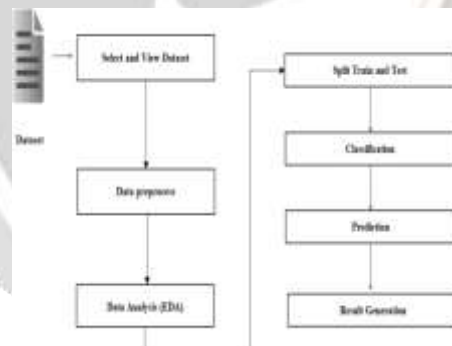 Select and View Dataset
Dataset
Data preprocess
Data Analysis (EDA)
Split Train and Test
Classification
Prediction
Result Generation